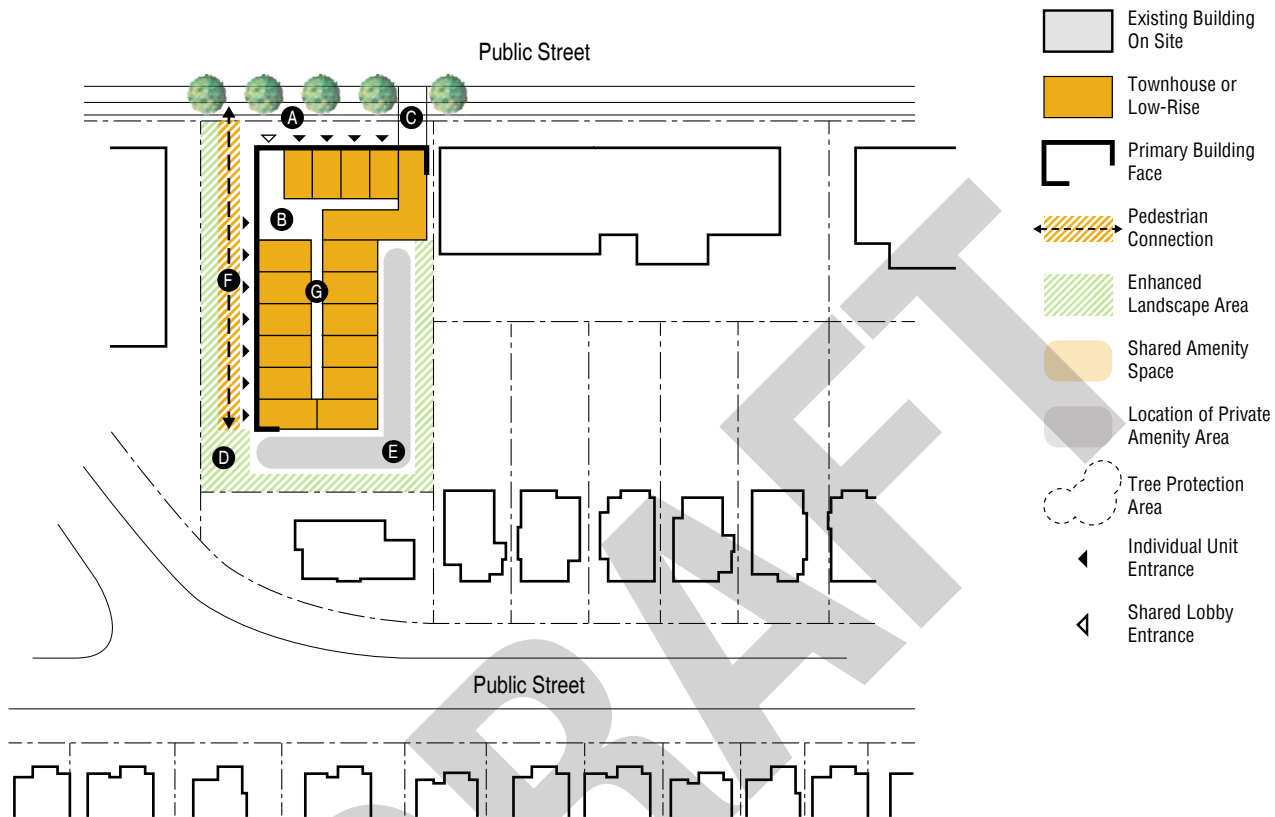 Public Street
A
C
B
F
G
D
E
Public Street
Existing Building
On Site
Townhouse or
Low-Rise
Primary Building
Face
Pedestrian
Connection
Enhanced
Landscape Area
Shared Amenity
Space
Location of Private
Amenity Area
Tree Protection
Area
Individual Unit
Entrance
Shared Lobby
Entrance
DRAFT